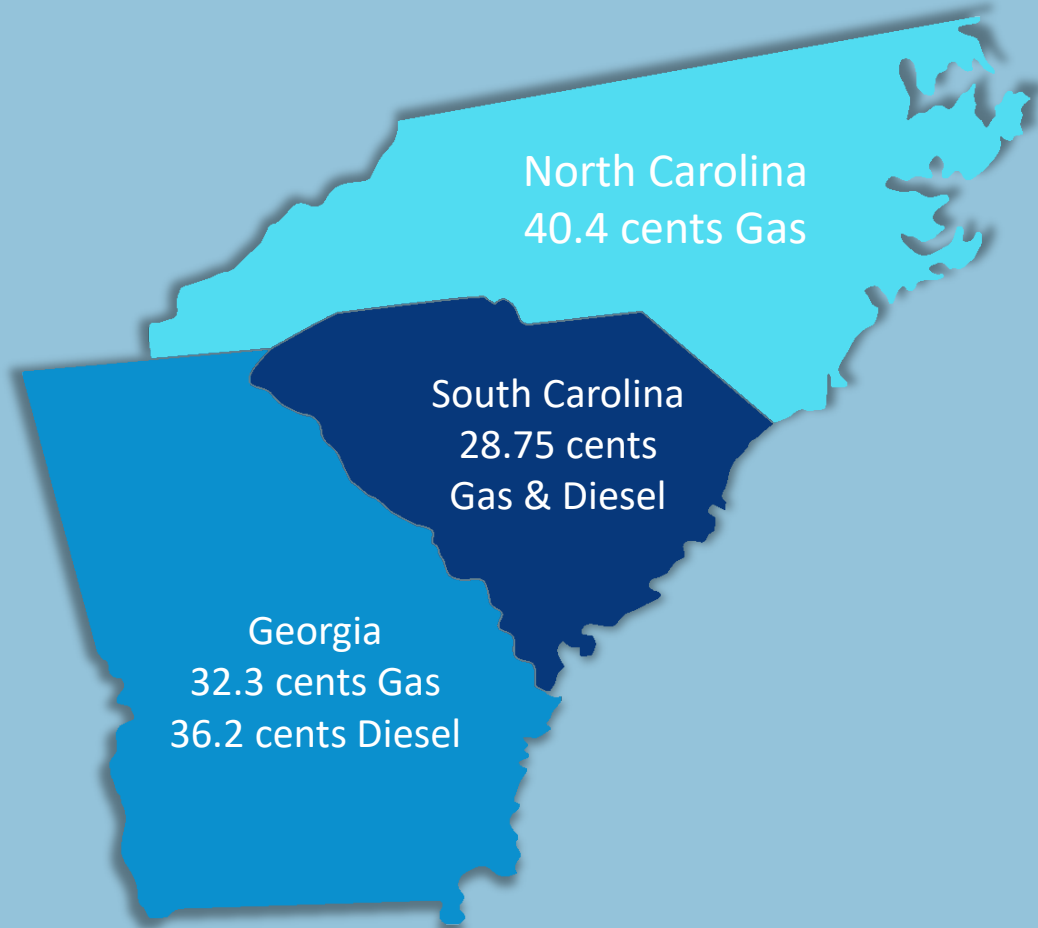 North Carolina
40.4 cents Gas
South Carolina
28.75 cents
Gas & Diesel
Georgia
32.3 cents Gas
36.2 cents Diesel